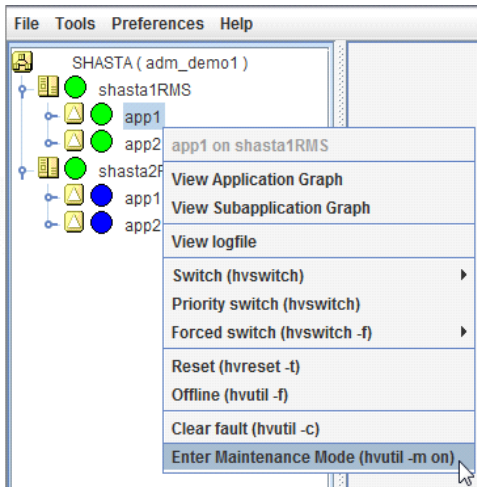 File Tools Preferences Help
SHASTA ( adm_demo1 )
shasta1RMS
app1
app2
shasta2
app1
app2
app1 on shasta1RMS
View Application Graph
View Subapplication Graph
View logfile
Switch (hvswitch)
Priority switch (hvswitch)
Forced switch (hvswitch -f)
Reset (hvreset -t)
Offline (hvutil -f)
Clear fault (hvutil -c)
Enter Maintenance Mode (hvutil -m on)